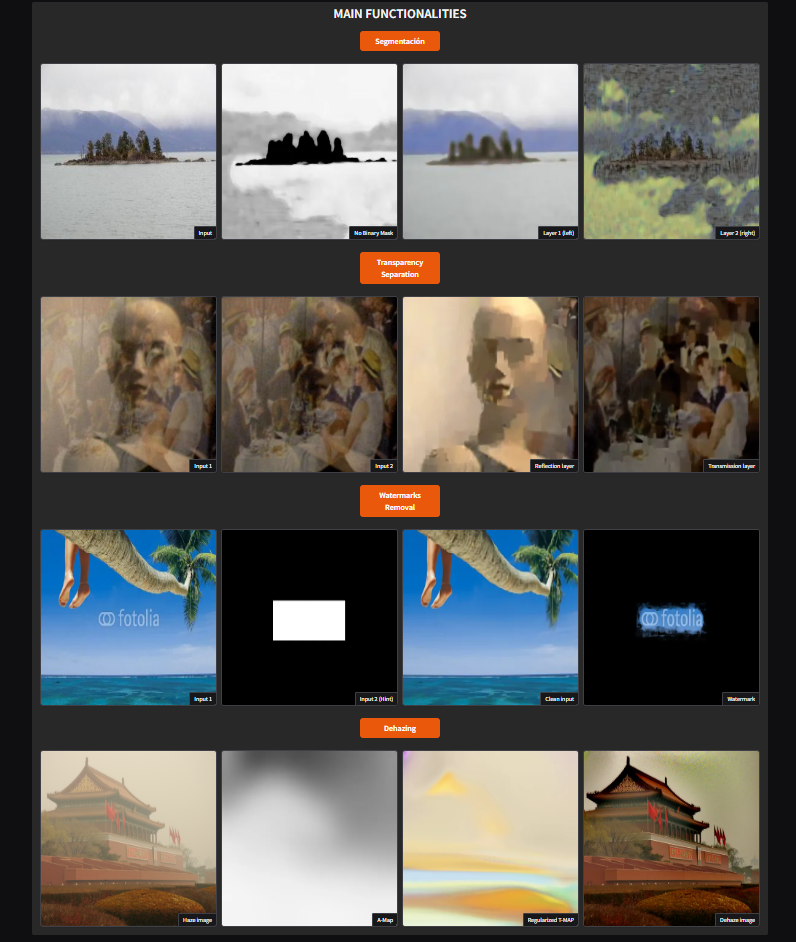 MAIN FUNCTIONALITIES
Segmentación
Input
No Binary Mask
Layer 1 (left)
Layer 2 (right)
Transparency
Separation
Input 1
Input 2
Reflection layer
Transmission layer
Watermarks
Removal
fotolia
fotolia
Input 1
Input 2 (Hint)
Clean input
Watermark
Dehazing
Haze image
A-Map
Regularized T-MAP
Dehaze image